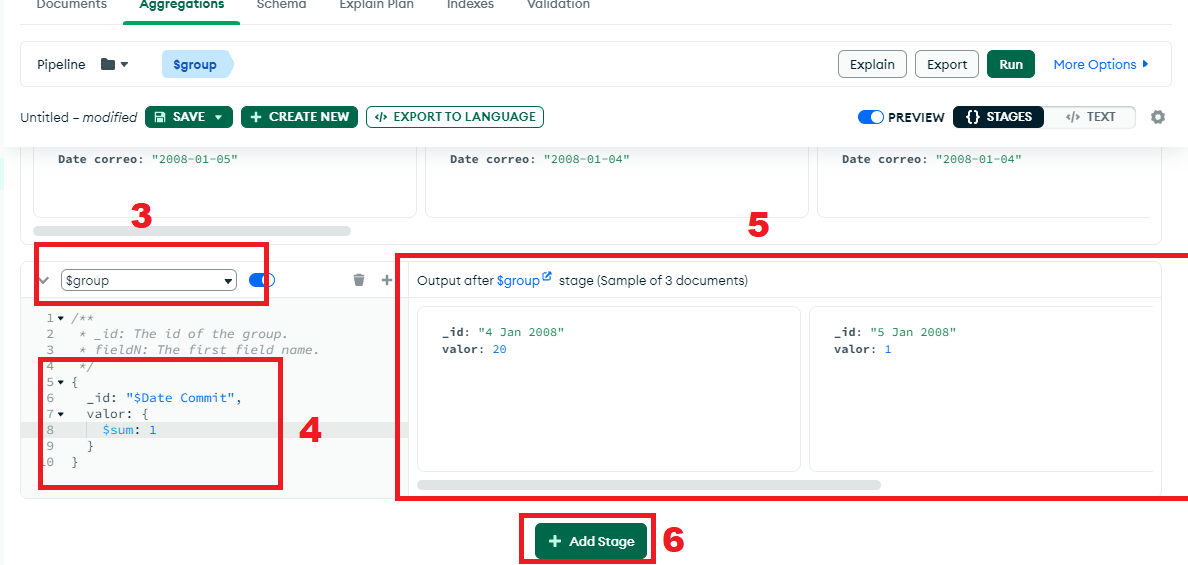 Documents Aggregations Schema Explain Plan Indexes Validation
Pipeline $group Explain Export Run More Options
Untitled – modified SAVE + CREATE NEW </> EXPORT TO LANGUAGE PREVIEW {} STAGES </> TEXT
Date correo: "2008-01-05" Date correo: "2008-01-04" Date correo: "2008-01-04"
3
5
$group
Output after $group stage (Sample of 3 documents)
1 /**
2 * _id: The id of the group.
3 * fieldN: The first field name.
4 */
5 {
6 _id: "$Date Commit",
7 valor: {
8 $sum: 1
9 }
10 }
_id: "4 Jan 2008"
valor: 20
_id: "5 Jan 2008"
valor: 1
4
+ Add Stage
6